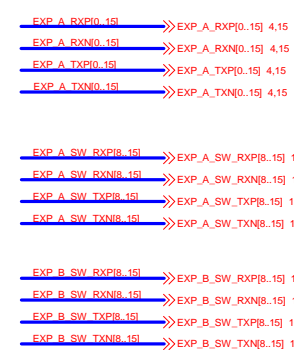 EXP_A_RXP[0..15] EXP_A_RXP[0..15] 4,15
EXP_A_RXN[0..15] EXP_A_RXN[0..15] 4,15
EXP_A_TXP[0..15] EXP_A_TXP[0..15] 4,15
EXP_A_TXN[0..15] EXP_A_TXN[0..15] 4,15
EXP_A_SW_RXP[8..15] EXP_A_SW_RXP[8..15]
EXP_A_SW_RXN[8..15] EXP_A_SW_RXN[8..15]
EXP_A_SW_TXP[8..15] EXP_A_SW_TXP[8..15]
EXP_A_SW_TXN[8..15] EXP_A_SW_TXN[8..15]
EXP_B_SW_RXP[8..15] EXP_B_SW_RXP[8..15]
EXP_B_SW_RXN[8..15] EXP_B_SW_RXN[8..15]
EXP_B_SW_TXP[8..15] EXP_B_SW_TXP[8..15]
EXP_B_SW_TXN[8..15] EXP_B_SW_TXN[8..15]